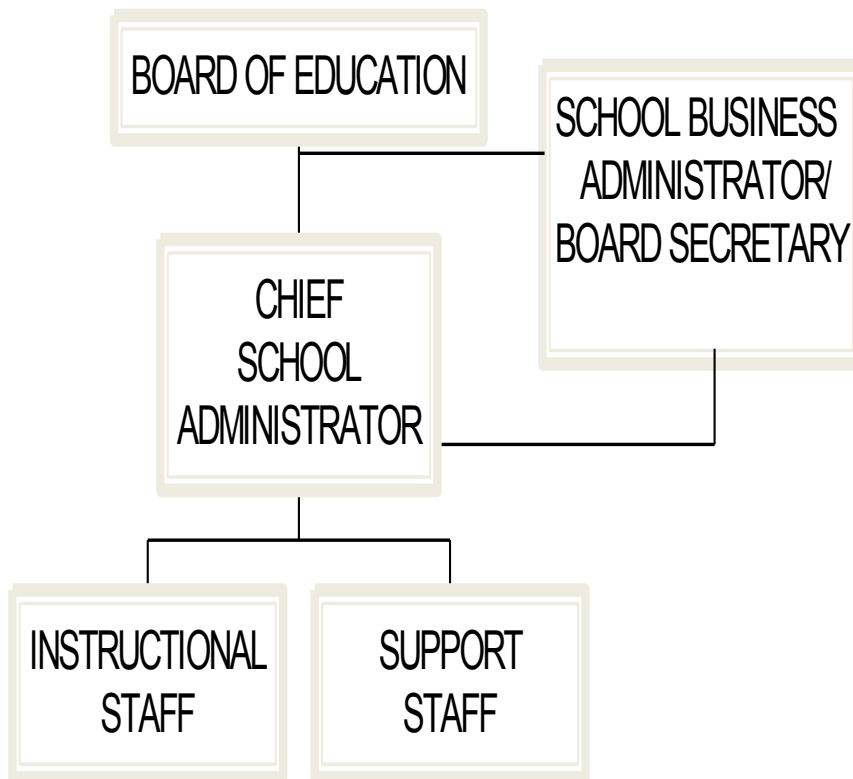 BOARD OF EDUCATION
SCHOOL BUSINESS
ADMINISTRATOR/
BOARD SECRETARY
CHIEF
SCHOOL
ADMINISTRATOR
INSTRUCTIONAL
STAFF
SUPPORT
STAFF